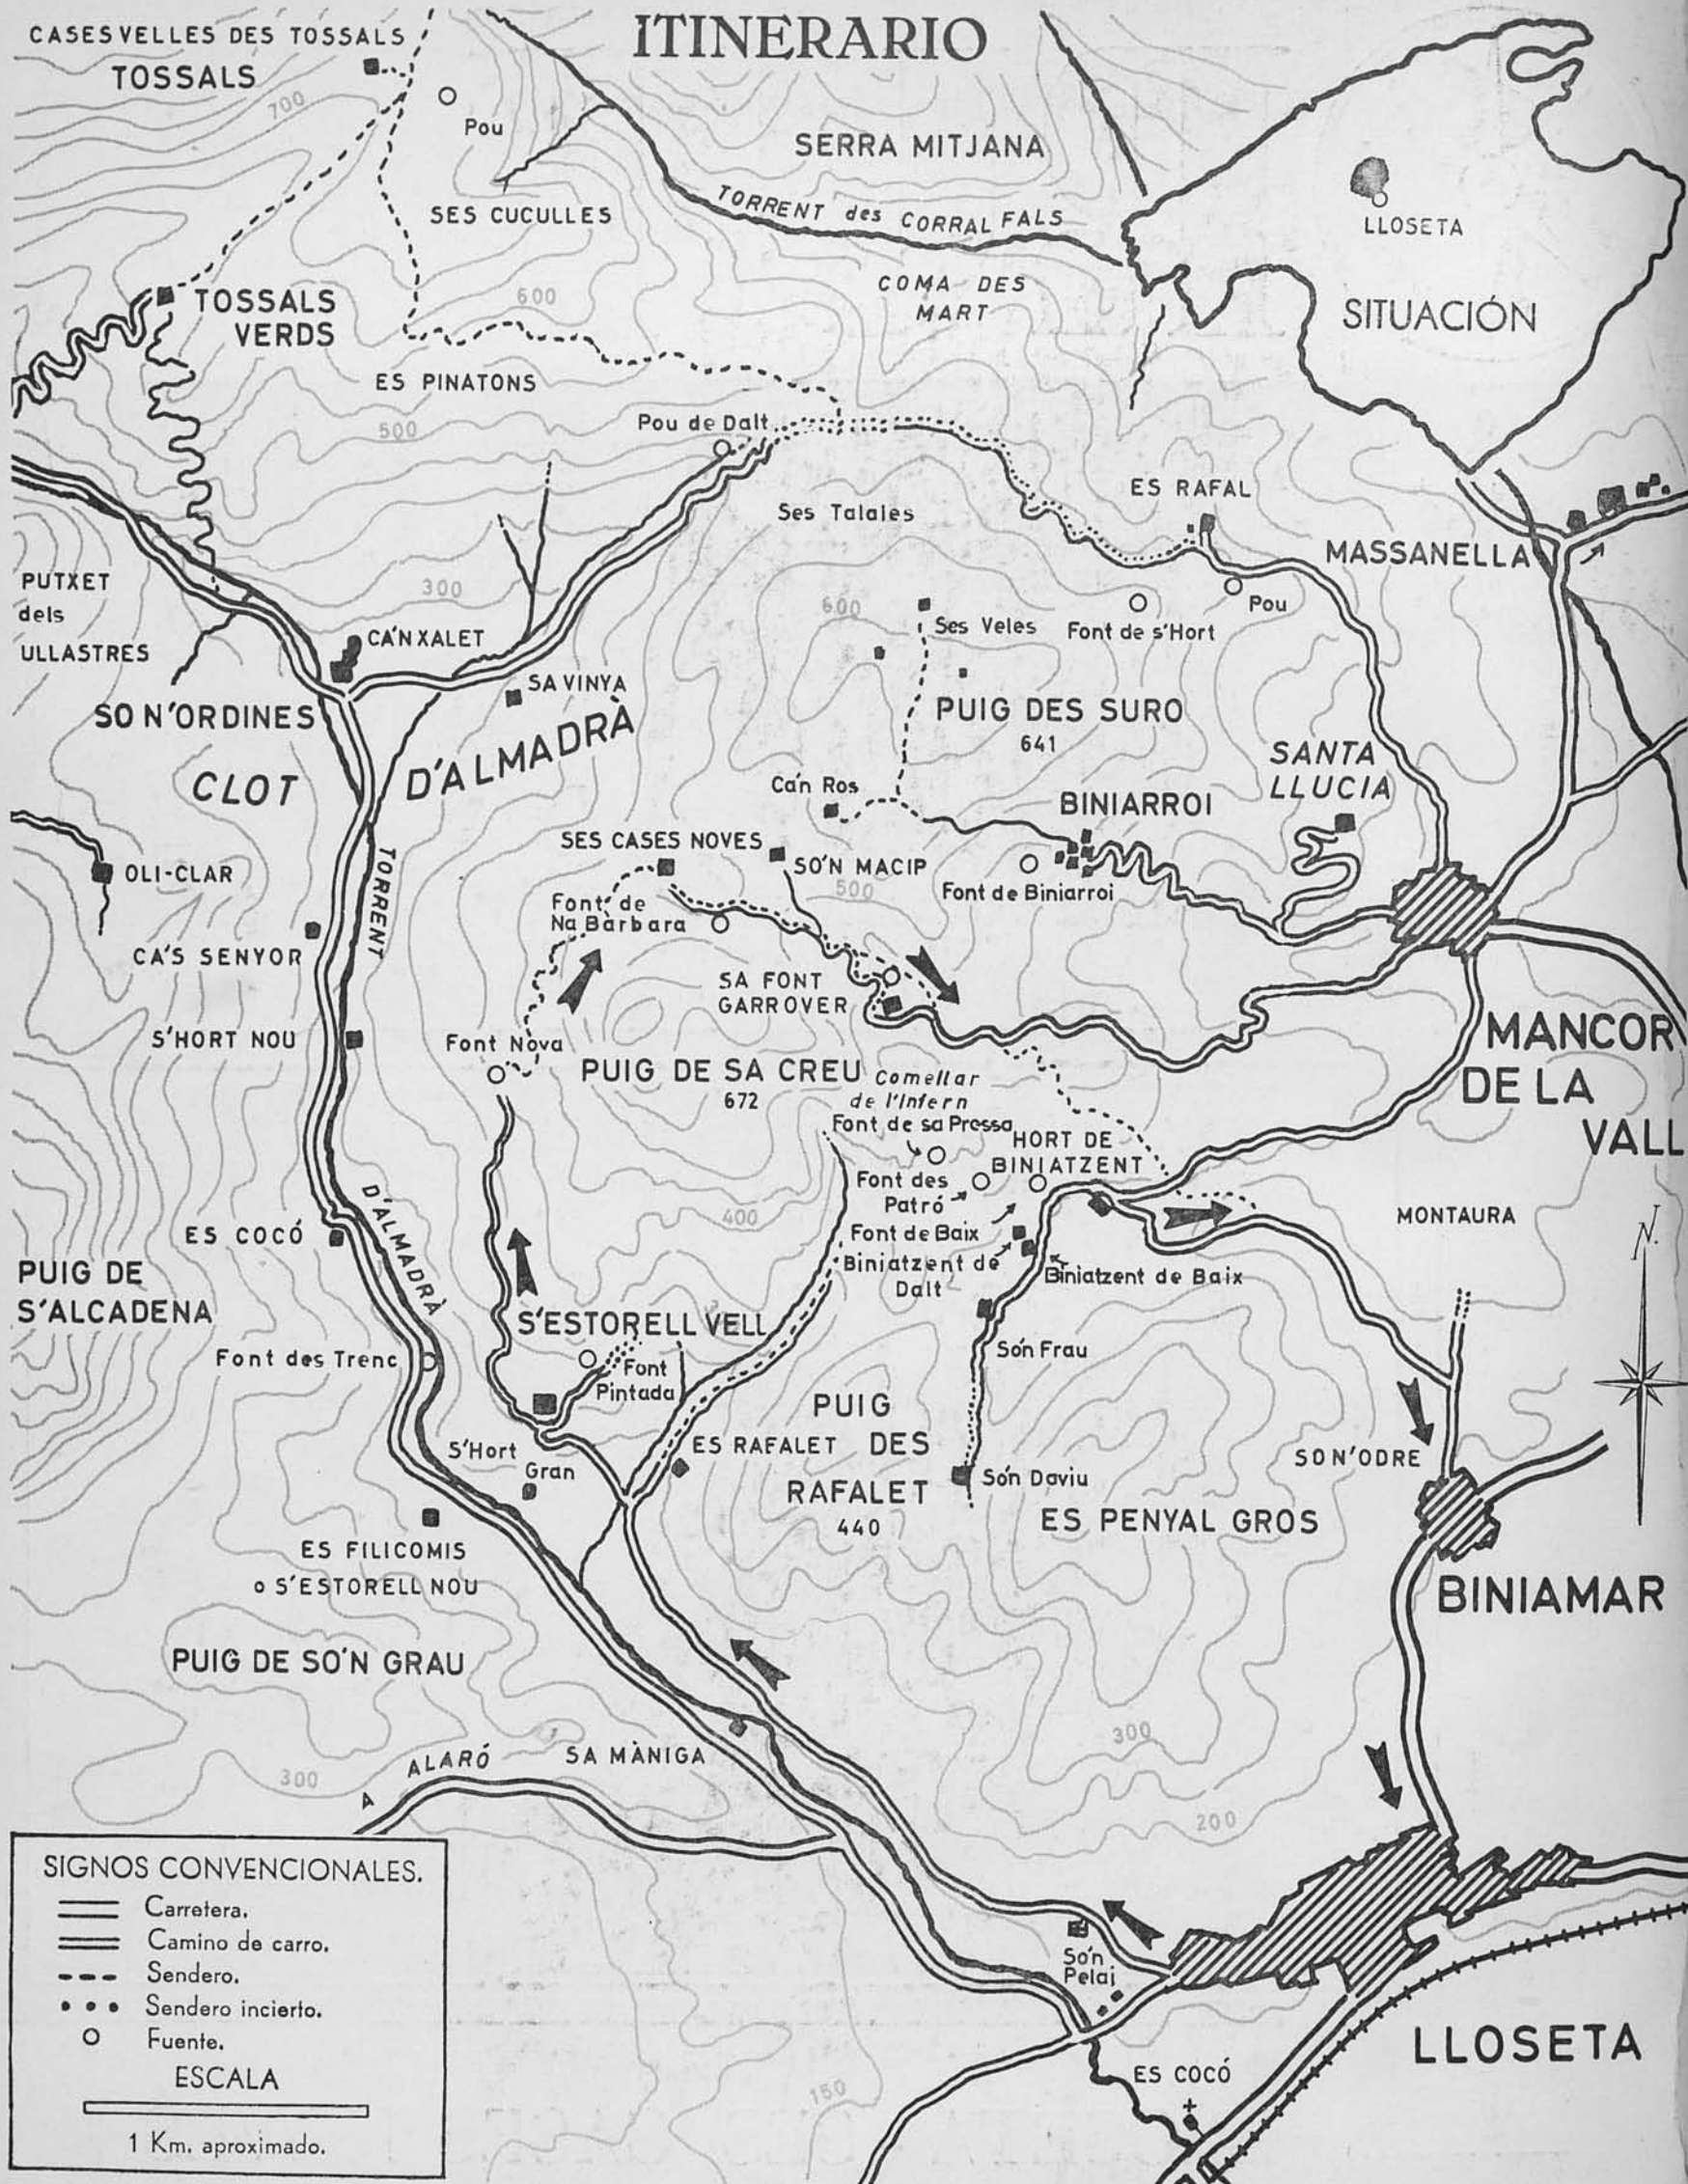 ITINERARIO
CASES VELLES DES TOSSALS
TOSSALS
700
Pou
SERRA MITJANA
TORRENT des CORRAL FALS
SES CUCULLES
LLOSETA
SITUACIÓN
COMA DES
MART
TOSSALS
VERDS
600
ES PINATONS
500
Pou de Dalt
Ses Talaies
ES RAFAL
MASSANELLA
PUTXET
dels
ULLASTRES
300
600
Ses Veles
Font de s'Hort
Pou
CA'N XALET
SA VINYA
SO N'ORDINES
CLOT D'ALMADRÀ
PUIG DES SURO
641
SANTA
LLUCIA
Ca'n Ros
BINIARROI
SES CASES NOVES
SO'N MACIP
500
Font de Biniarroi
OLI-CLAR
TORRENT
Font de
Na Bàrbara
CA'S SENYOR
SA FONT
GARROVER
S'HORT NOU
Font Nova
MANCOR
DE LA
VALL
PUIG DE SA CREU
672
Comellar
de l'Infern
Font de sa Pressa
HORT DE
BINIATZENT
Font des
Patró
D'ALMADRÀ
400
Font de Baix
MONTAURA
N.
ES COCÓ
Biniatzent de
Dalt
Biniatzent de Baix
PUIG DE
S'ALCADENA
S'ESTORELL VELL
Font des Trenc
Font
Pintada
So'n Frau
PUIG
DES
RAFALET
440
S'Hort
Gran
ES RAFALET
So'n Daviu
SO N'ODRE
ES PENYAL GROS
ES FILICOMIS
o S'ESTORELL NOU
BINIAMAR
PUIG DE SO'N GRAU
300
A ALARÓ
SA MÀNIGA
300
200
SIGNOS CONVENCIONALES.
Carretera.
Camino de carro.
Sendero.
Sendero incierto.
Fuente.
ESCALA
1 Km. aproximado.
So'n
Pelai
LLOSETA
ES COCÓ
150